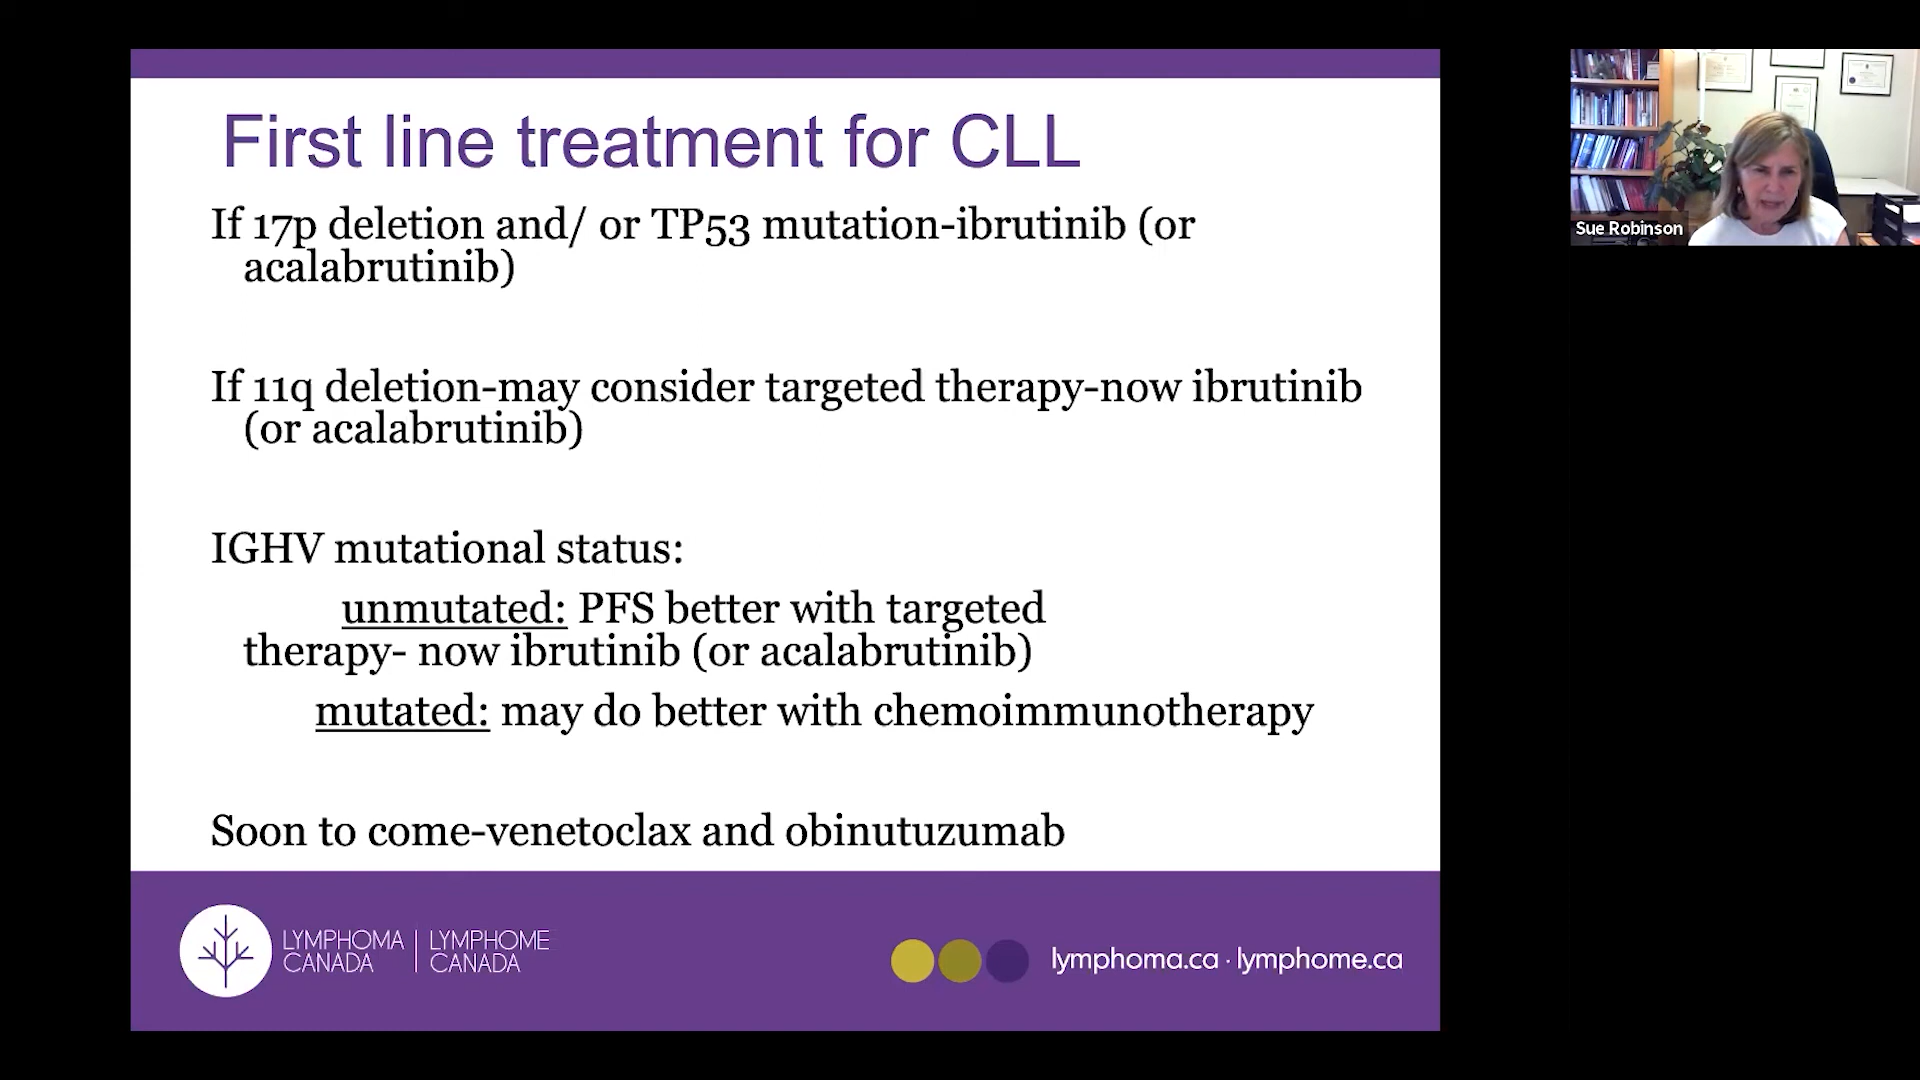 First line treatment for CLL
If 17p deletion and/ or TP53 mutation-ibrutinib (or
acalabrutinib)
If 11q deletion-may consider targeted therapy-now ibrutinib
(or acalabrutinib)
IGHV mutational status:
unmutated: PFS better with targeted
therapy- now ibrutinib (or acalabrutinib)
mutated: may do better with chemoimmunotherapy
Soon to come-venetoclax and obinutuzumab
LYMPHOMA
CANADA
LYMPHOME
CANADA
lymphoma.ca · lymphome.ca
Sue Robinson